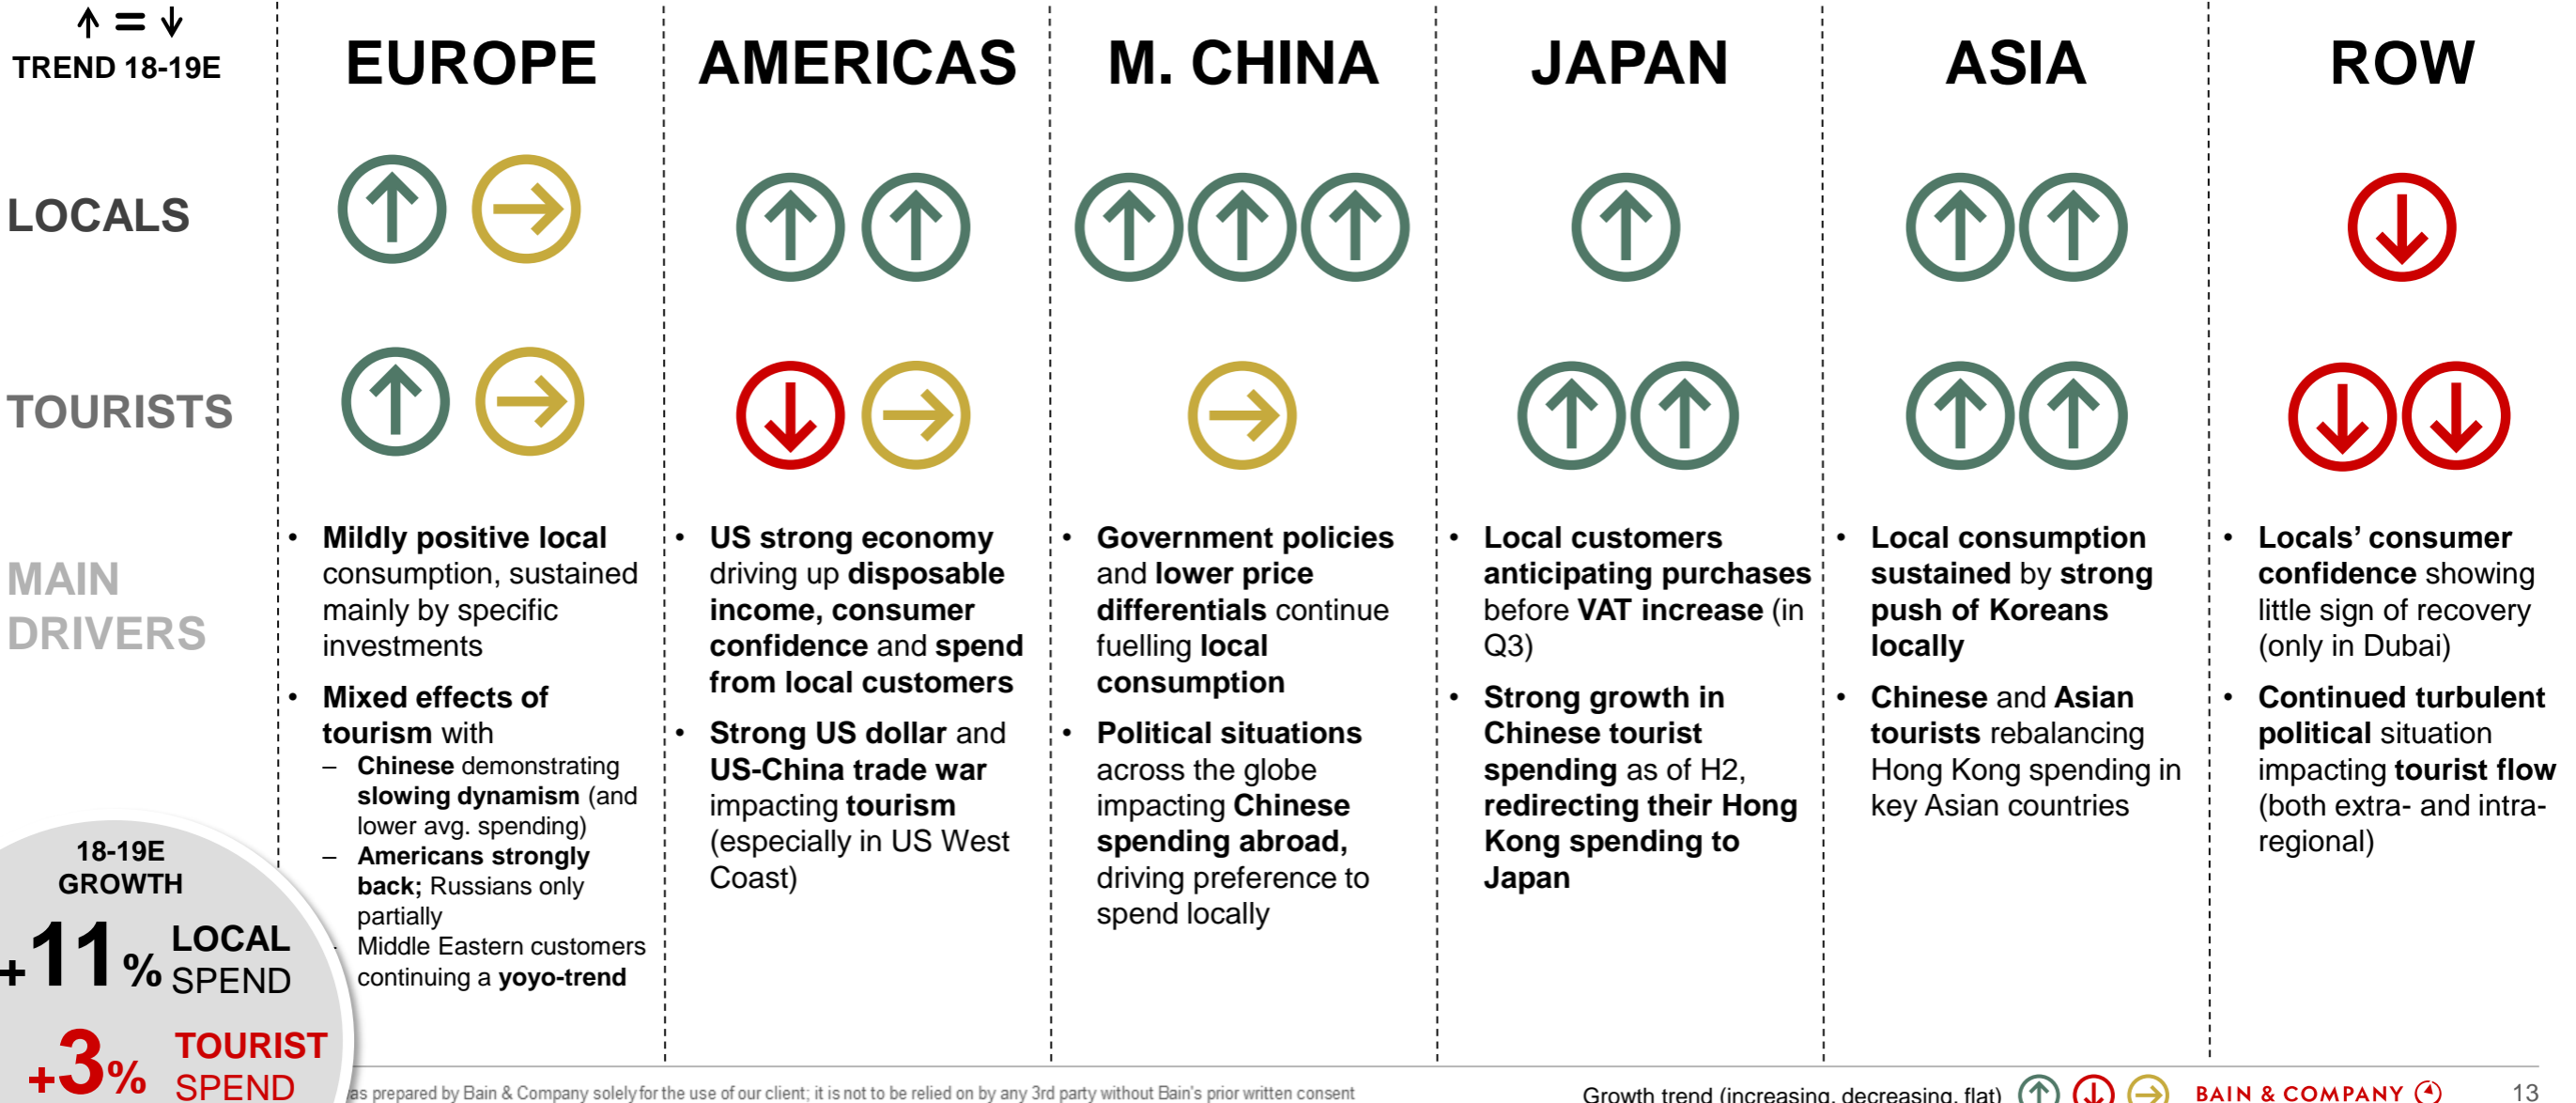 TREND 18-19E
EUROPE
AMERICAS
M. CHINA
JAPAN
ASIA
ROW
LOCALS
TOURISTS
MAIN
DRIVERS
• Mildly positive local
consumption, sustained
mainly by specific
investments
• Mixed effects of
tourism with
– Chinese demonstrating
slowing dynamism (and
lower avg. spending)
– Americans strongly
back; Russians only
partially
Middle Eastern customers
continuing a yoyo-trend
• US strong economy
driving up disposable
income, consumer
confidence and spend
from local customers
• Strong US dollar and
US-China trade war
impacting tourism
(especially in US West
Coast)
• Government policies
and lower price
differentials continue
fuelling local
consumption
• Political situations
across the globe
impacting Chinese
spending abroad,
driving preference to
spend locally
• Local customers
anticipating purchases
before VAT increase (in
Q3)
• Strong growth in
Chinese tourist
spending as of H2,
redirecting their Hong
Kong spending to
Japan
• Local consumption
sustained by strong
push of Koreans
locally
• Chinese and Asian
tourists rebalancing
Hong Kong spending in
key Asian countries
• Locals' consumer
confidence showing
little sign of recovery
(only in Dubai)
• Continued turbulent
political situation
impacting tourist flow
(both extra- and intra-
regional)
18-19E
GROWTH
+11% LOCAL
SPEND
+3% TOURIST
SPEND
as prepared by Bain & Company solely for the use of our client; it is not to be relied on by any 3rd party without Bain's prior written consent
Growth trend (increasing, decreasing, flat)
BAIN & COMPANY
13